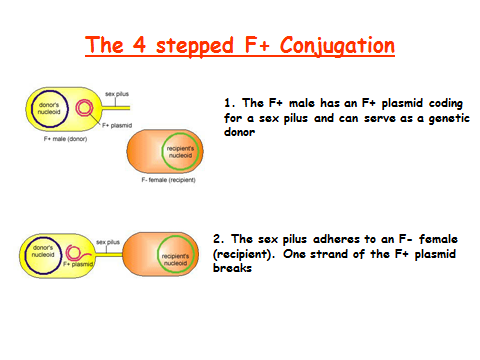 The 4 stepped F+ Conjugation
sex pilus
donor's
nucleoid
F+ plasmid
F+ male (donor)
recipient's
nucleoid
F- female (recipient)
1. The F+ male has an F+ plasmid coding
for a sex pilus and can serve as a genetic
donor
sex pilus
donor's
nucleoid
F+ plasmid
recipient's
nucleoid
2. The sex pilus adheres to an F- female
(recipient). One strand of the F+ plasmid
breaks